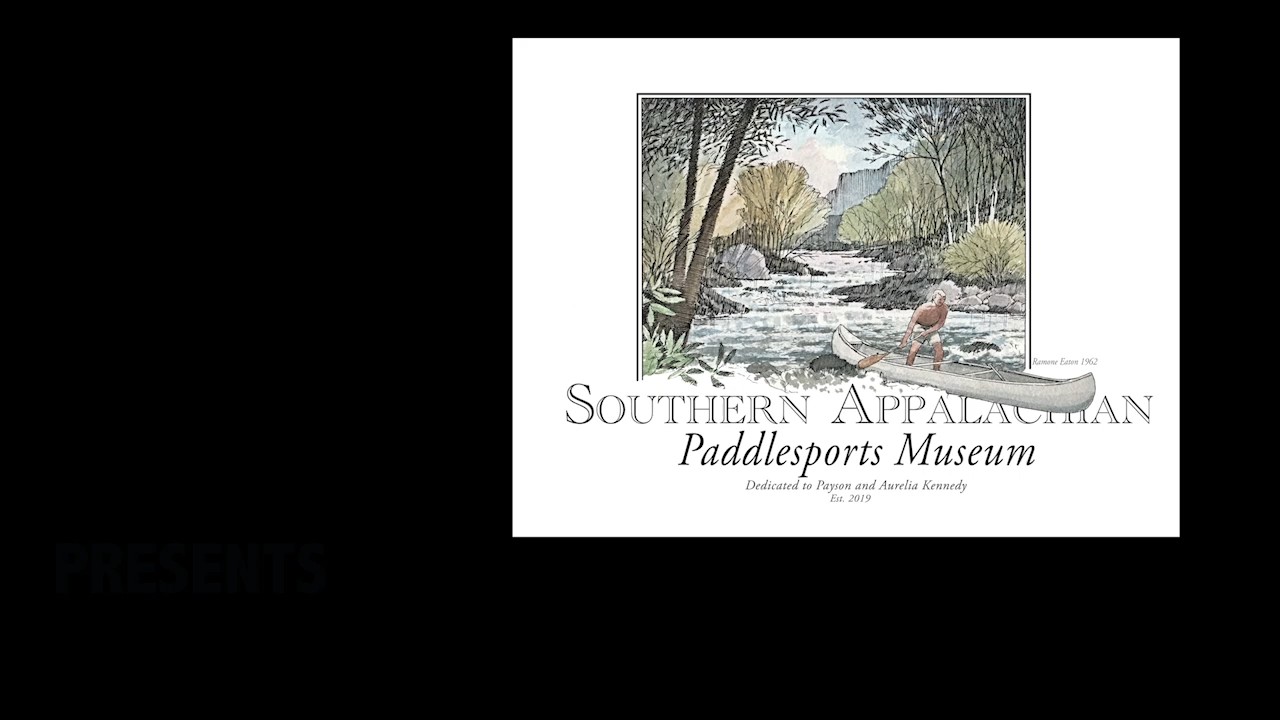 Ramone Eaton 1962
SOUTHERN APPALACHIAN
Paddlesports Museum
Dedicated to Payson and Aurelia Kennedy
Est. 2019
PRESENTS